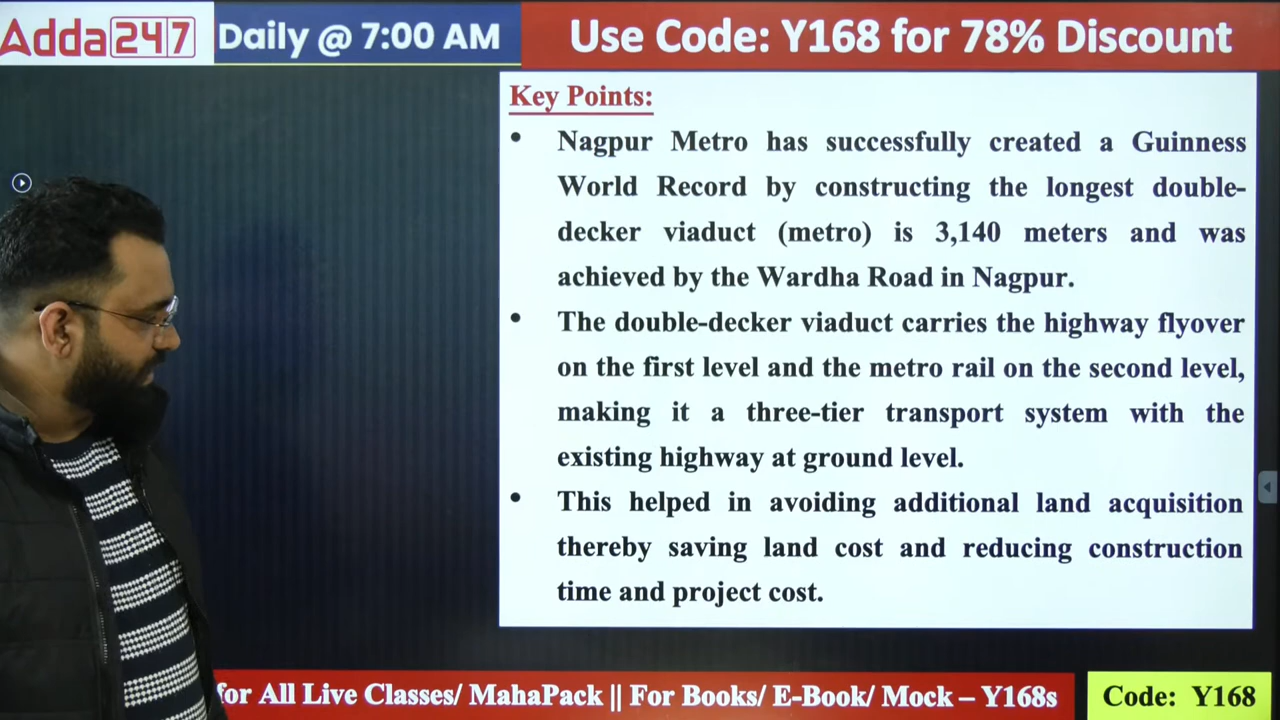 Adda247
Daily @ 7:00 AM
Use Code: Y168 for 78% Discount
Key Points:
• Nagpur Metro has successfully created a Guinness
World Record by constructing the longest double-
decker viaduct (metro) is 3,140 meters and was
achieved by the Wardha Road in Nagpur.
• The double-decker viaduct carries the highway flyover
on the first level and the metro rail on the second level,
making it a three-tier transport system with the
existing highway at ground level.
• This helped in avoiding additional land acquisition
thereby saving land cost and reducing construction
time and project cost.
for All Live Classes/ MahaPack || For Books/ E-Book/ Mock – Y168s
Code: Y168